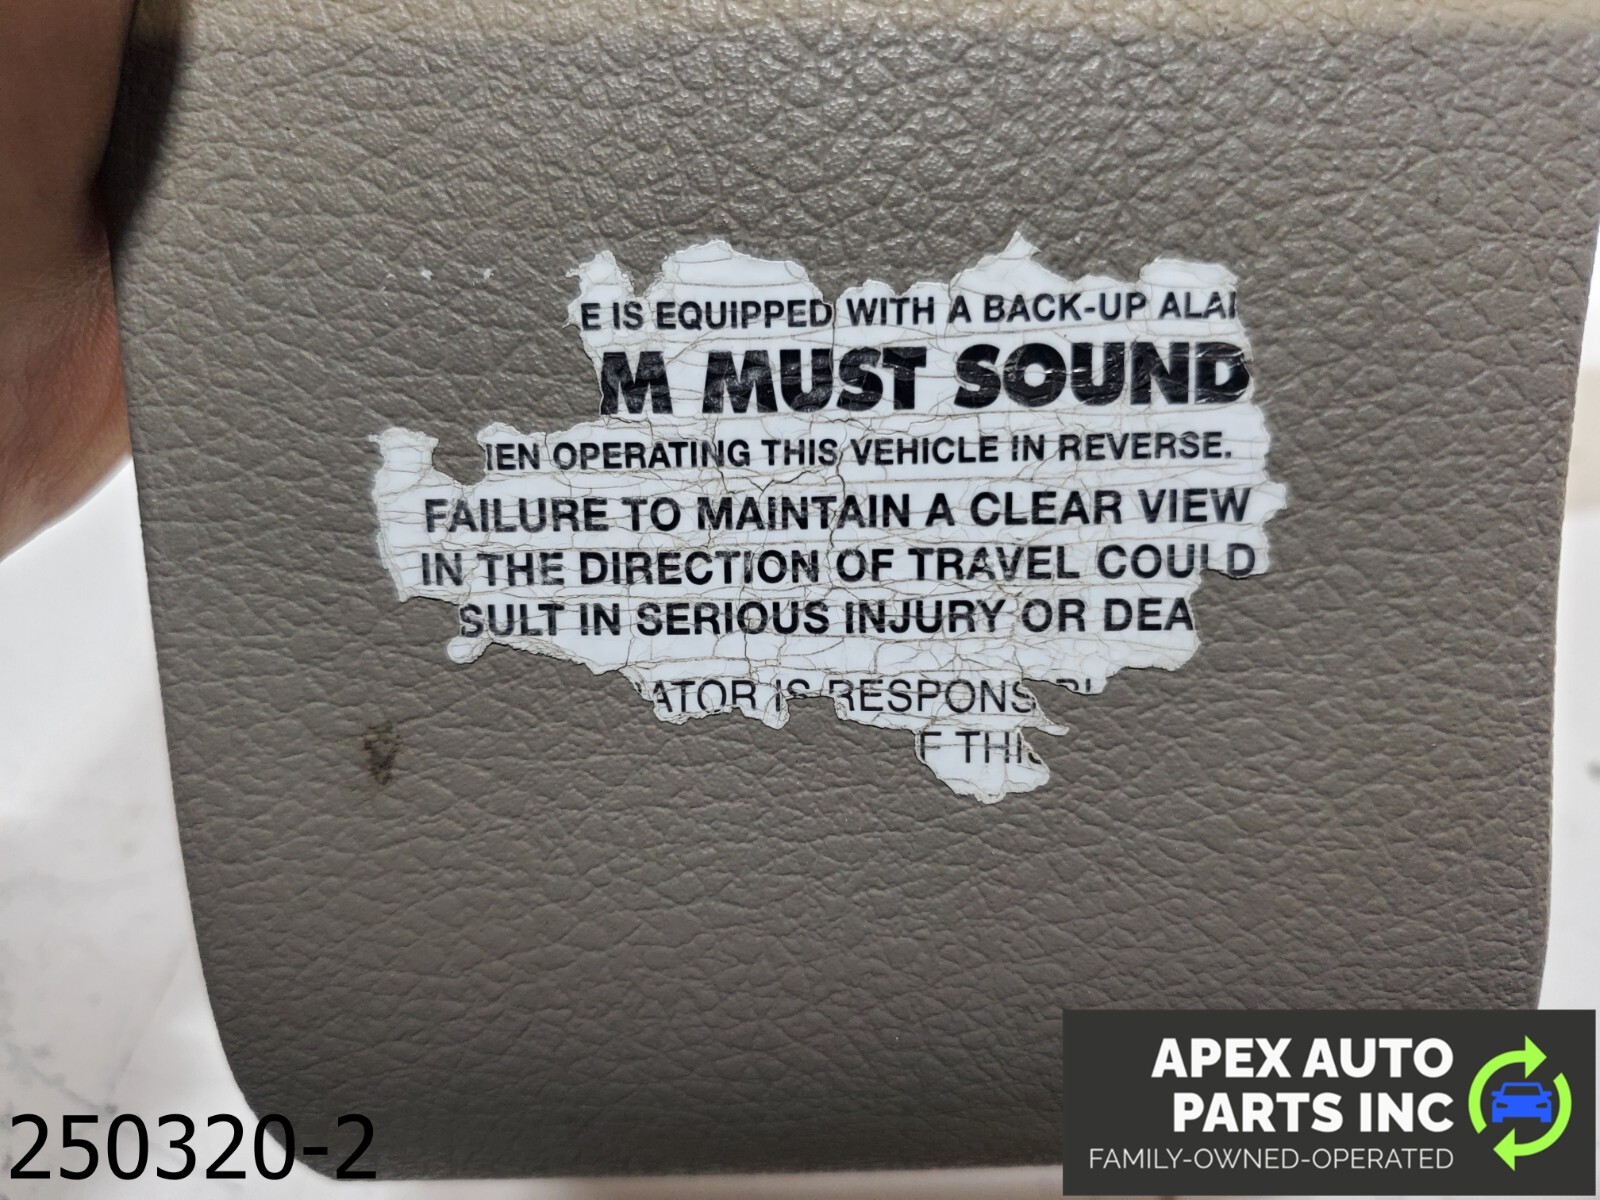 E IS EQUIPPED WITH A BACK-UP ALA
M MUST SOUND
IEN OPERATING THIS VEHICLE IN REVERSE.
FAILURE TO MAINTAIN A CLEAR VIEW
IN THE DIRECTION OF TRAVEL COULD
SULT IN SERIOUS INJURY OR DEA
ATOR IS RESPONS
F THIS
250320-2
APEX AUTO
PARTS INC
FAMILY-OWNED-OPERATED